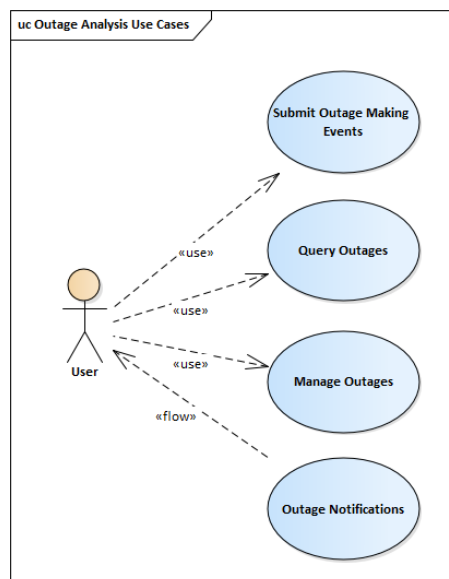 uc Outage Analysis Use Cases
Submit Outage Making
Events
«use»
Query Outages
«use»
«use»
User
Manage Outages
«flow»
Outage Notifications